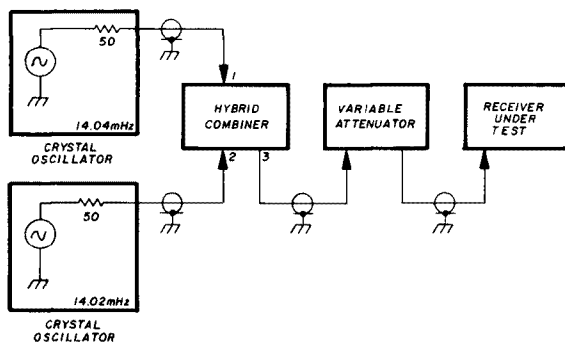 50
14.04mHz
CRYSTAL
OSCILLATOR
1
HYBRID
COMBINER
2
3
VARIABLE
ATTENUATOR
RECEIVER
UNDER
TEST
50
14.02mHz
CRYSTAL
OSCILLATOR